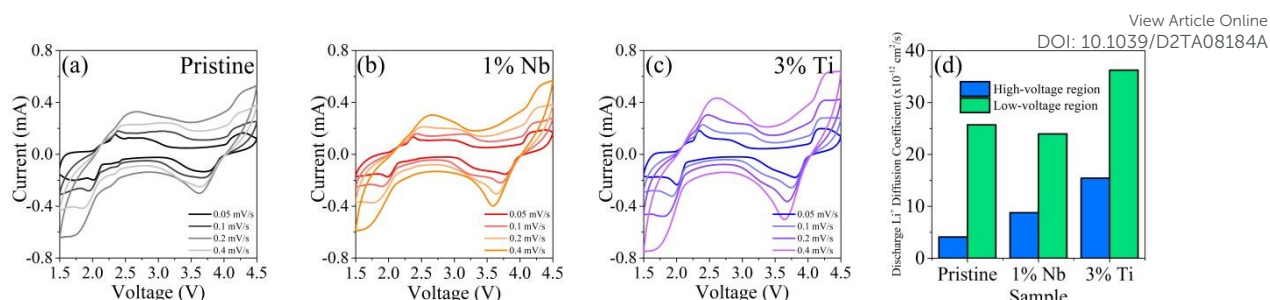 View Article Online
DOI: 10.1039/D2TA08184A
(a) Pristine
Current (mA)
0.8
0.4
0.0
-0.4
-0.8
0.05 mV/s
0.1 mV/s
0.2 mV/s
0.4 mV/s
1.5 2.0 2.5 3.0 3.5 4.0 4.5
Voltage (V)
(b) 1% Nb
Current (mA)
0.8
0.4
0.0
-0.4
-0.8
0.05 mV/s
0.1 mV/s
0.2 mV/s
0.4 mV/s
1.5 2.0 2.5 3.0 3.5 4.0 4.5
Voltage (V)
(c) 3% Ti
Current (mA)
0.8
0.4
0.0
-0.4
-0.8
0.05 mV/s
0.1 mV/s
0.2 mV/s
0.4 mV/s
1.5 2.0 2.5 3.0 3.5 4.0 4.5
Voltage (V)
(d)
Discharge Li⁺ Diffusion Coefficient (x10⁻¹² cm²/s)
40
30
20
10
0
High-voltage region
Low-voltage region
Pristine 1% Nb 3% Ti
Sample